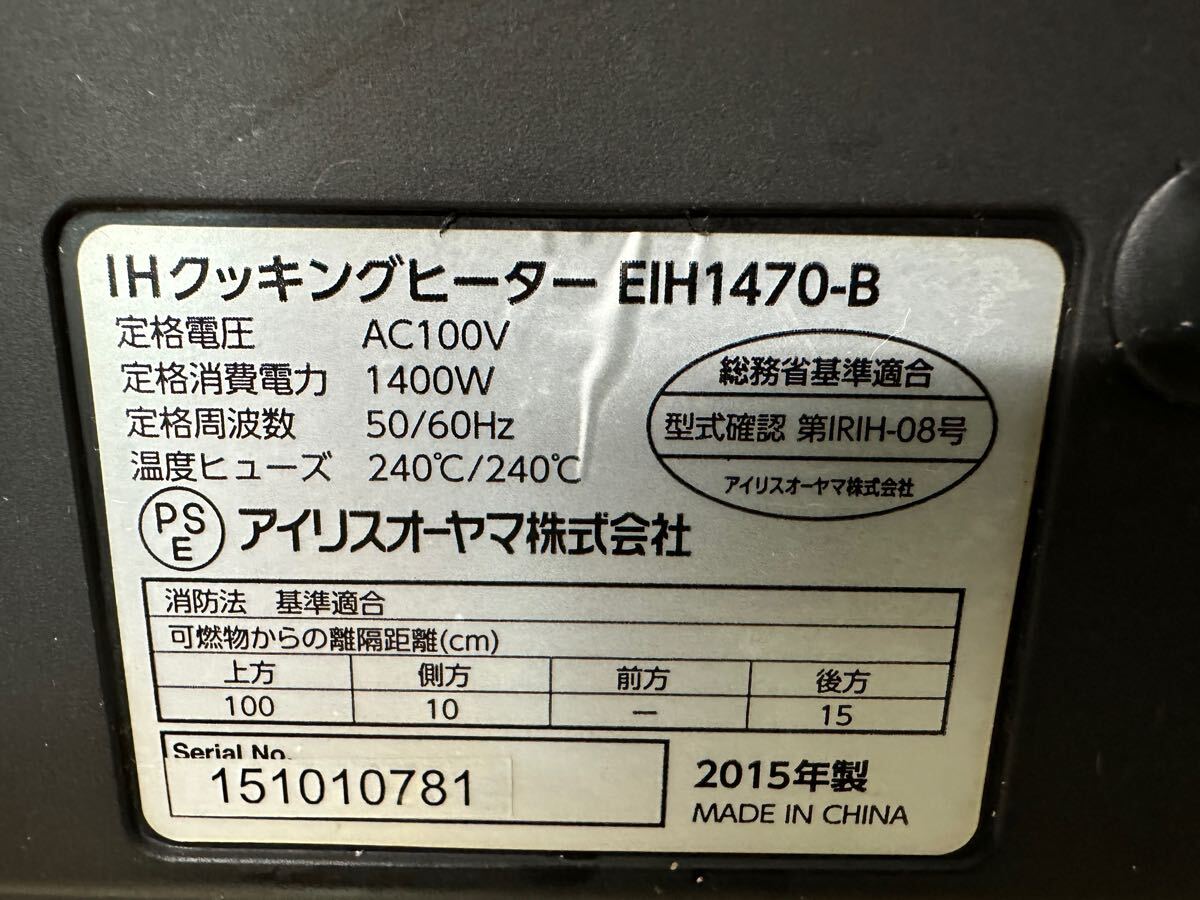 IHクッキングヒーター EIH1470-B
定格電圧 AC100V
定格消費電力 1400W
定格周波数 50/60Hz
温度ヒューズ 240℃/240℃
総務省基準適合
型式確認 第IRIH-08号
アイリスオーヤマ株式会社
PSE アイリスオーヤマ株式会社
消防法 基準適合
可燃物からの離隔距離(cm)
上方 側方 前方 後方
100 10 ー 15
Serial No.
151010781
2015年製
MADE IN CHINA